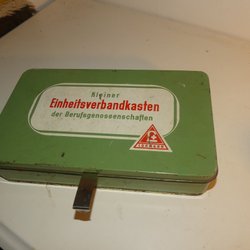 Kleiner
Einheitsverbandkasten
der Berufsgenossenschaften